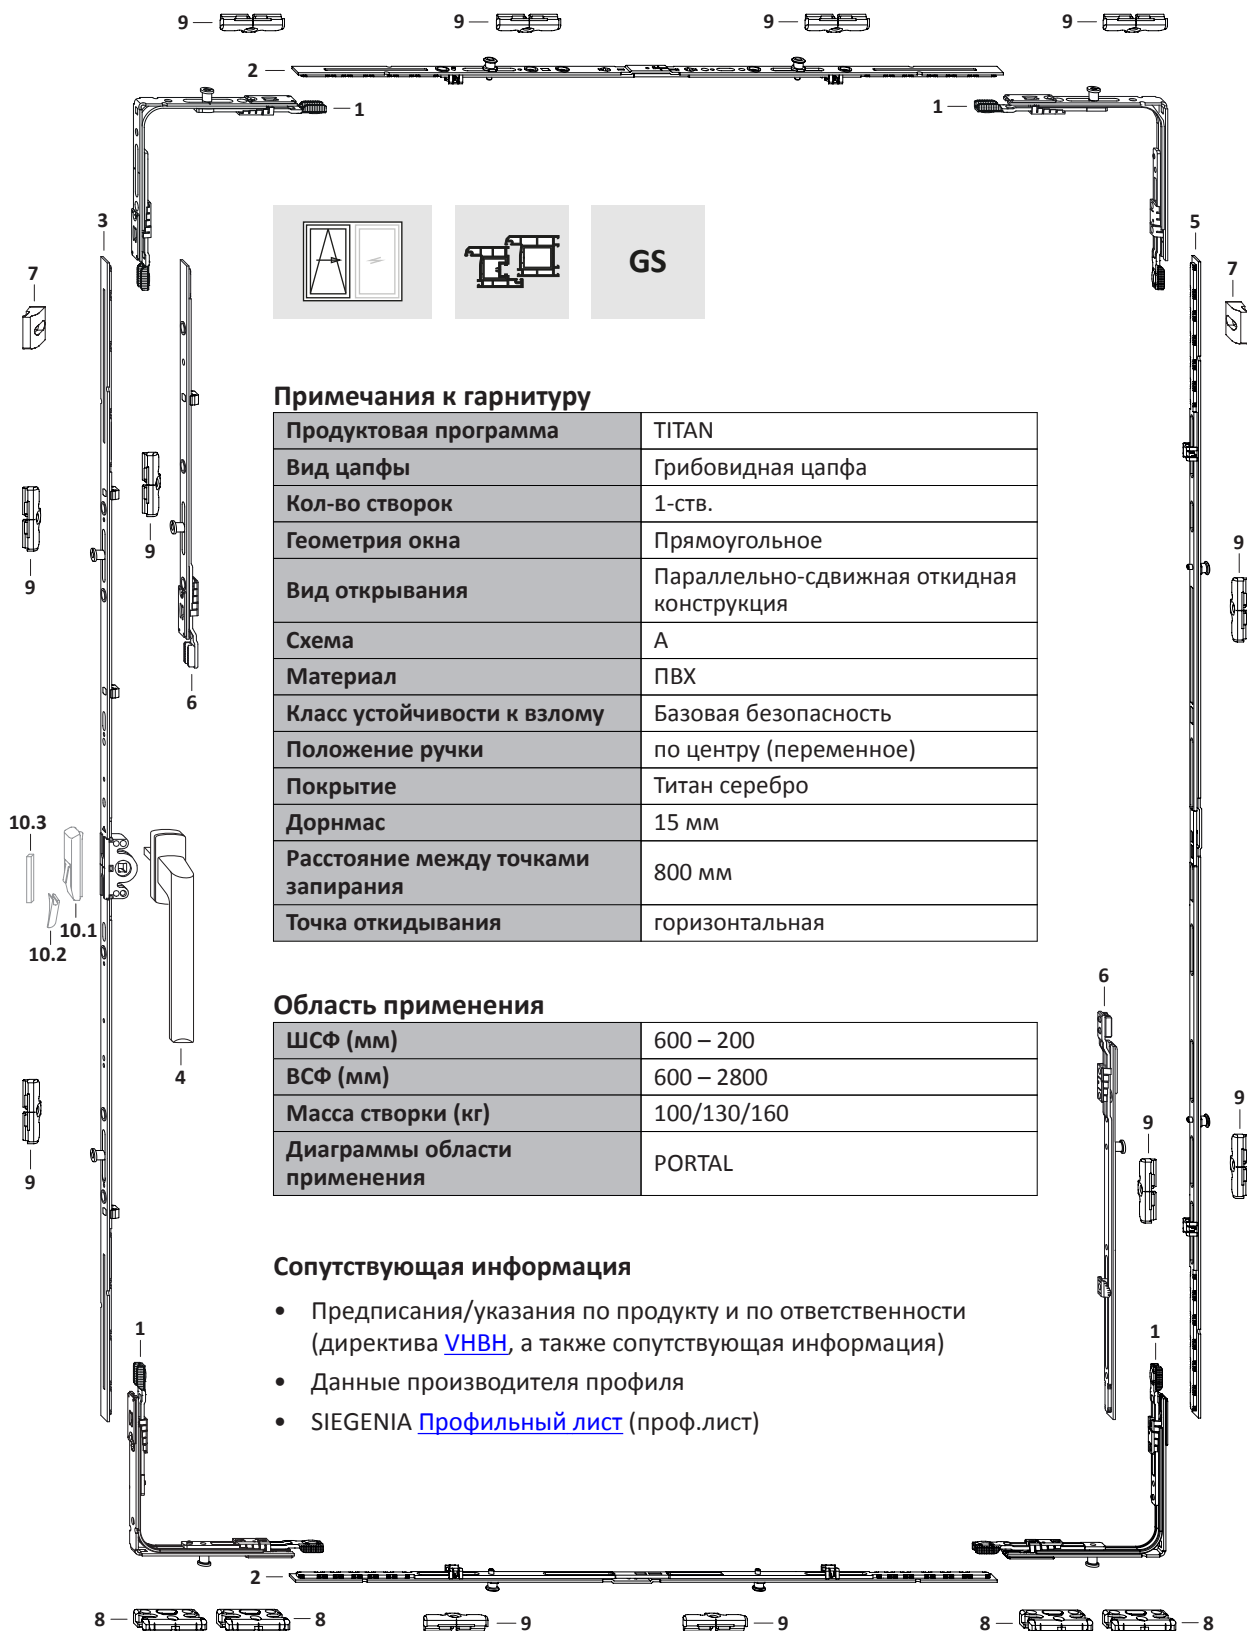 9 9 9 9
2
1 1
3 5
GS
7 7
Примечания к гарнитуру
Продуктовая программа TITAN
Вид цапфы Грибовидная цапфа
Кол-во створок 1-ств.
Геометрия окна Прямоугольное
Вид открывания Параллельно-сдвижная откидная
конструкция
Схема A
Материал ПВХ
Класс устойчивости к взлому Базовая безопасность
Положение ручки по центру (переменное)
Покрытие Титан серебро
Дорнмас 15 мм
Расстояние между точками
запирания 800 мм
Точка откидывания горизонтальная
9 9 9
6
10.3
10.1
10.2
4
Область применения
ШСФ (мм) 600 – 200
ВСФ (мм) 600 – 2800
Масса створки (кг) 100/130/160
Диаграммы области
применения PORTAL
6
9 9 9
Сопутствующая информация
• Предписания/указания по продукту и по ответственности
(директива VHBH, а также сопутствующая информация)
• Данные производителя профиля
• SIEGENIA Профильный лист (проф.лист)
1 1
2
8 8 9 9 8 8